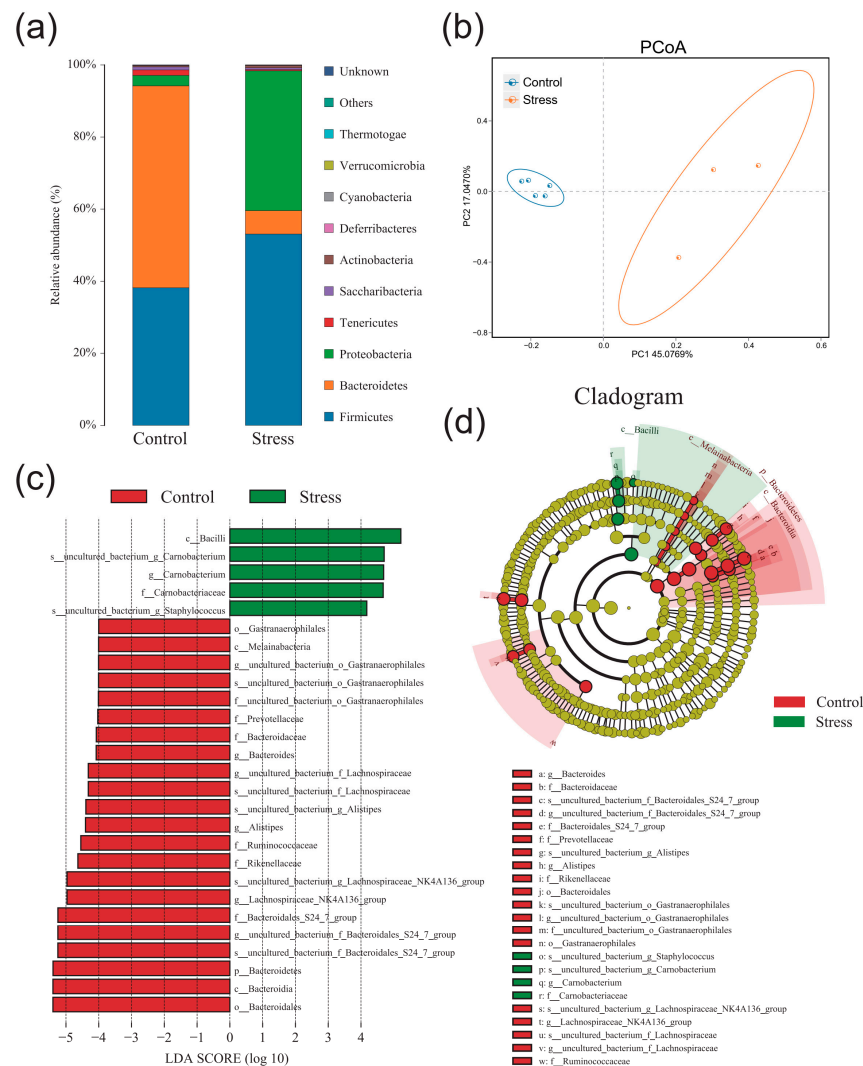 (a)
100%
80%
60%
40%
20%
0%
Relative abundance (%)
Control
Stress
Unknown
Others
Thermotogae
Verrucomicrobia
Cyanobacteria
Deferribacteres
Actinobacteria
Saccharibacteria
Tenericutes
Proteobacteria
Bacteroidetes
Firmicutes
(b)
PCoA
Control
Stress
0.4
0.0
−0.4
−0.8
PC2 17.0470%
−0.2
0.0
0.2
0.4
0.6
PC1 45.0769%
(c)
Control
Stress
c__Bacilli
s__uncultured_bacterium_g_Carnobacterium
g__Carnobacterium
f__Carnobacteriaceae
s__uncultured_bacterium_g_Staphylococcus
o__Gastranaerophilales
c__Melainabacteria
g__uncultured_bacterium_o_Gastranaerophilales
s__uncultured_bacterium_o_Gastranaerophilales
f__uncultured_bacterium_o_Gastranaerophilales
f__Prevotellaceae
f__Bacteroidaceae
g__Bacteroides
g__uncultured_bacterium_f_Lachnospiraceae
s__uncultured_bacterium_f_Lachnospiraceae
s__uncultured_bacterium_g_Alistipes
g__Alistipes
f__Ruminococcaceae
f__Rikenellaceae
s__uncultured_bacterium_g_Lachnospiraceae_NK4A136_group
g__Lachnospiraceae_NK4A136_group
f__Bacteroidales_S24_7_group
g__uncultured_bacterium_f_Bacteroidales_S24_7_group
s__uncultured_bacterium_f_Bacteroidales_S24_7_group
p__Bacteroidetes
c__Bacteroidia
o__Bacteroidales
−5 −4 −3 −2 −1 0 1 2 3 4
LDA SCORE (log 10)
(d)
Cladogram
c__Bacilli
c__Melainabacteria
p__Bacteroidetes
c__Bacteroidia
r
q
o
n
m
i
h
f
j
e b
d a
t
v
w
Control
Stress
a: g__Bacteroides
b: f__Bacteroidaceae
c: s__uncultured_bacterium_f_Bacteroidales_S24_7_group
d: g__uncultured_bacterium_f_Bacteroidales_S24_7_group
e: f__Bacteroidales_S24_7_group
f: f__Prevotellaceae
g: s__uncultured_bacterium_g_Alistipes
h: g__Alistipes
i: f__Rikenellaceae
j: o__Bacteroidales
k: s__uncultured_bacterium_o_Gastranaerophilales
l: g__uncultured_bacterium_o_Gastranaerophilales
m: f__uncultured_bacterium_o_Gastranaerophilales
n: o__Gastranaerophilales
o: s__uncultured_bacterium_g_Staphylococcus
p: s__uncultured_bacterium_g_Carnobacterium
q: g__Carnobacterium
r: f__Carnobacteriaceae
s: s__uncultured_bacterium_g_Lachnospiraceae_NK4A136_group
t: g__Lachnospiraceae_NK4A136_group
u: s__uncultured_bacterium_f_Lachnospiraceae
v: g__uncultured_bacterium_f_Lachnospiraceae
w: f__Ruminococcaceae